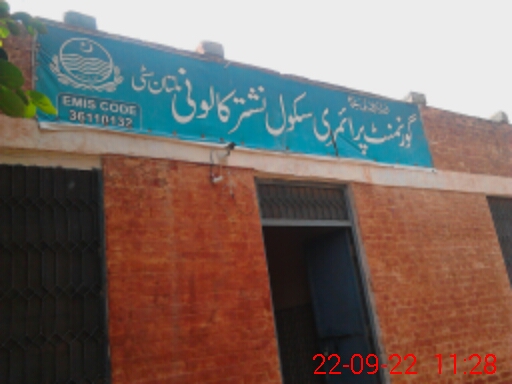 گورنمنٹ پرائمری سکول نشتر کالونی ملتان سٹی
EMIS CODE
36110132
22-09-22 11:28